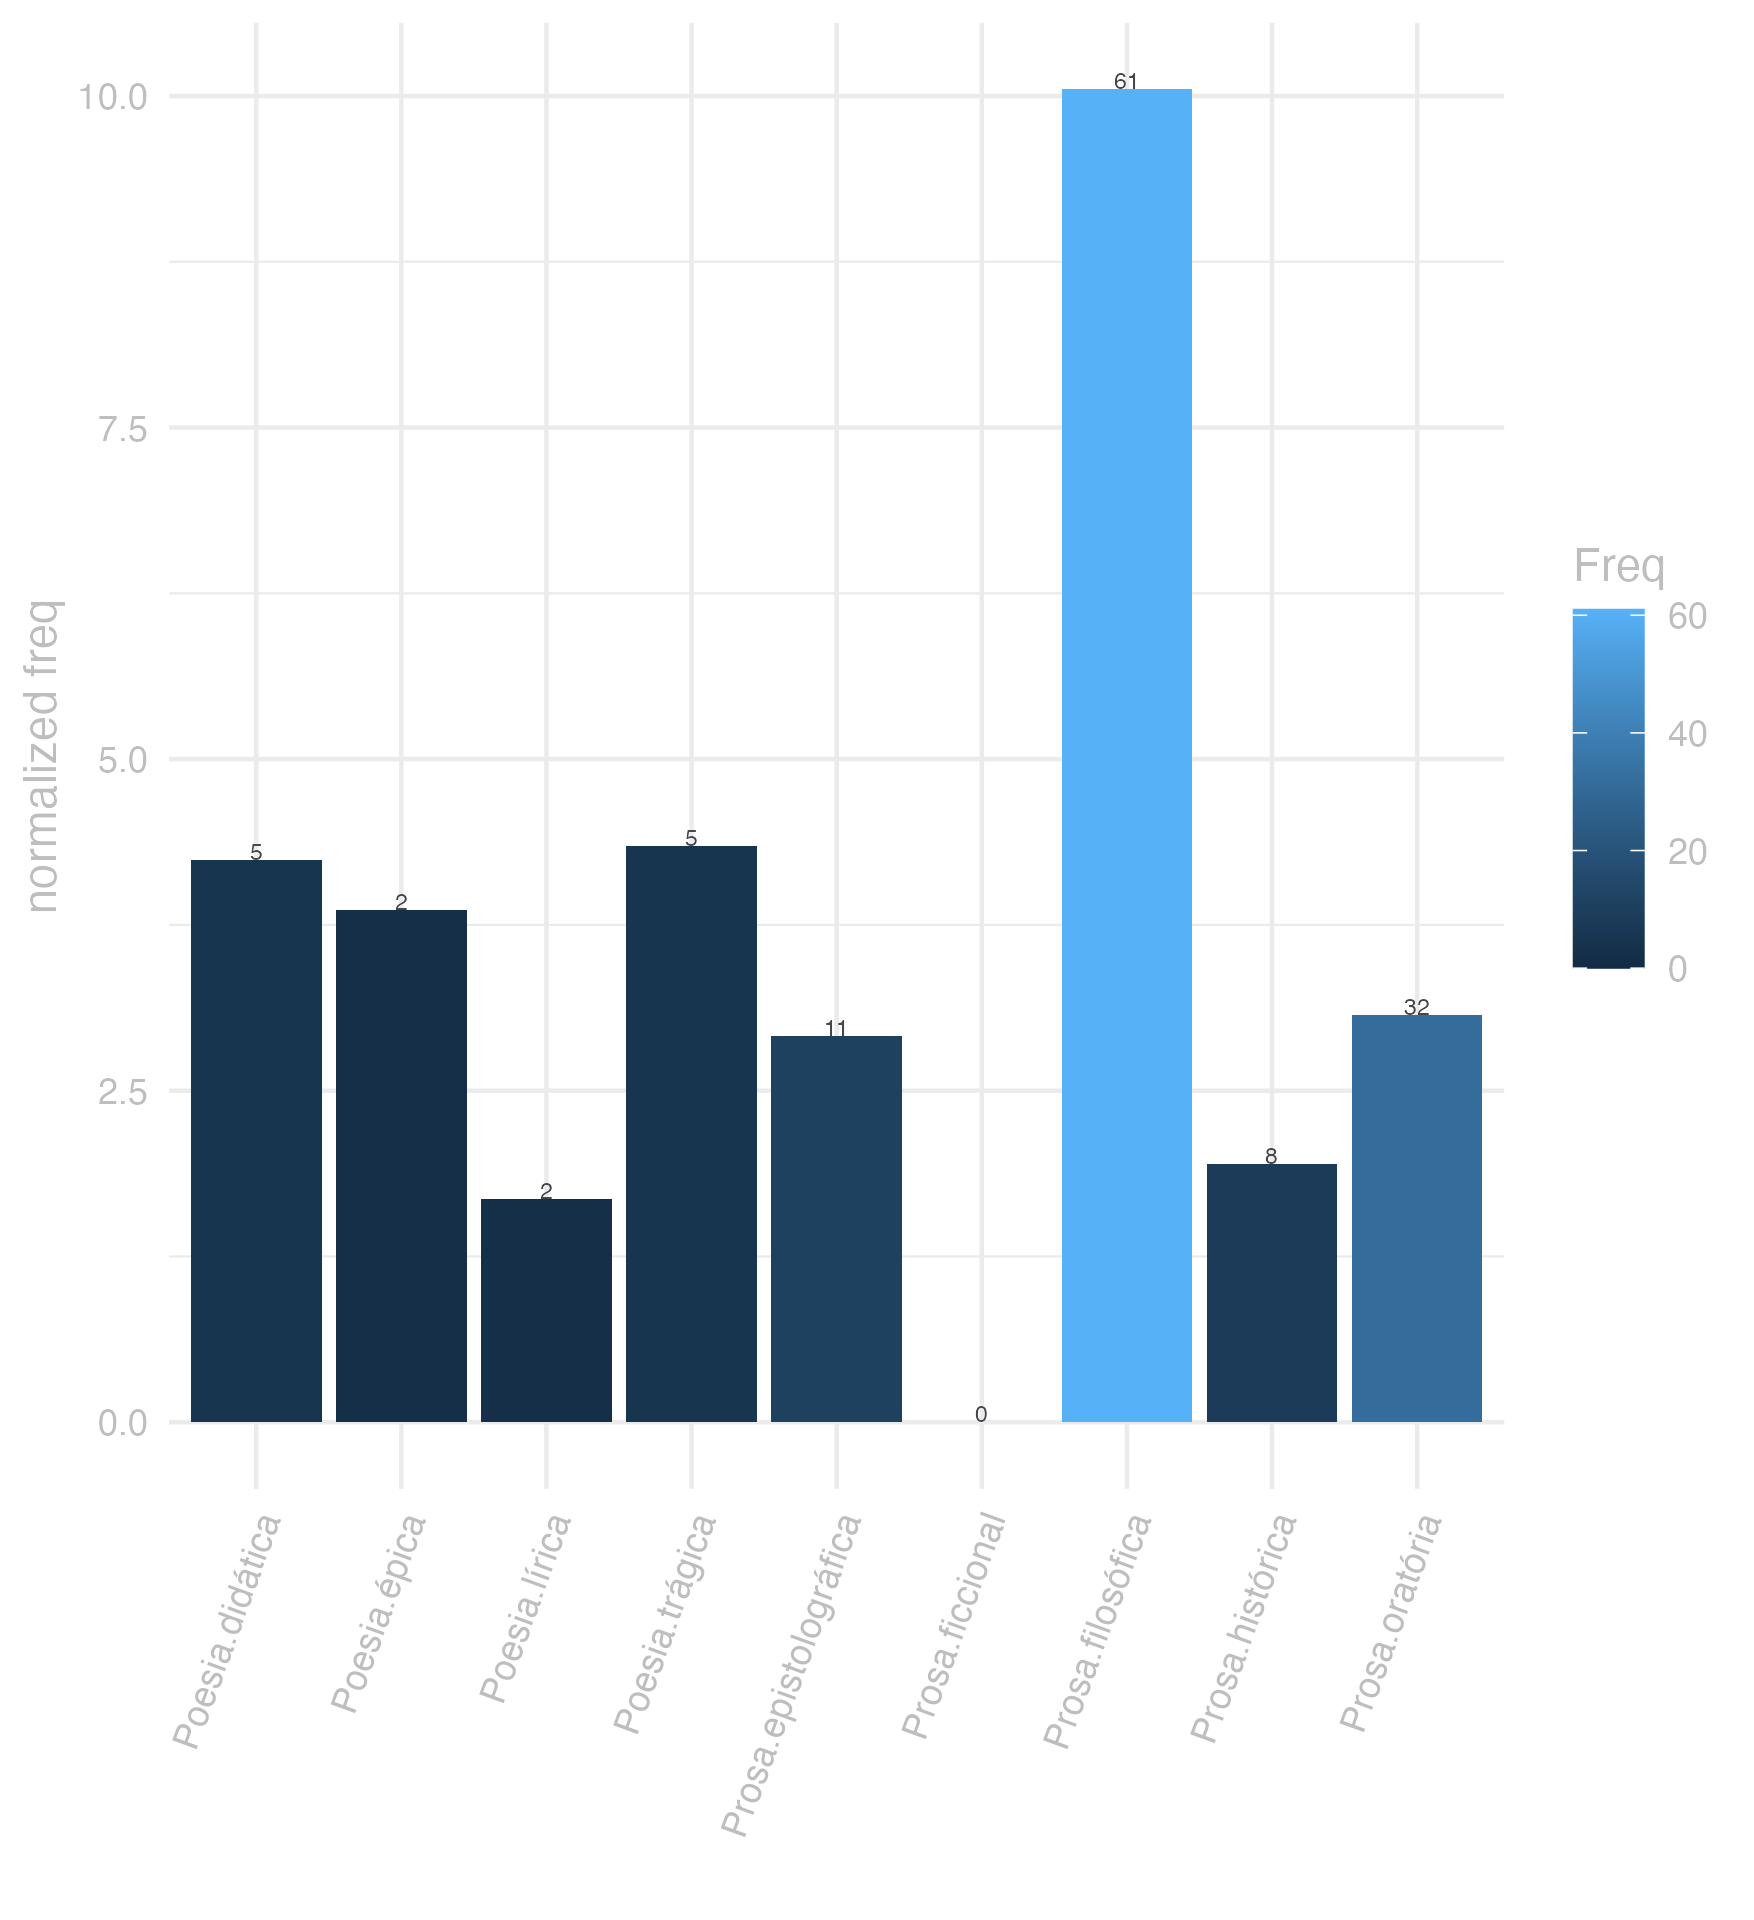 normalized freq
10.0
7.5
5.0
2.5
0.0
5
2
2
5
11
0
61
8
32
Poesia.didática
Poesia.épica
Poesia.lírica
Poesia.trágica
Prosa.epistolográfica
Prosa.ficcional
Prosa.filosófica
Prosa.histórica
Prosa.oratória
Freq
60
40
20
0